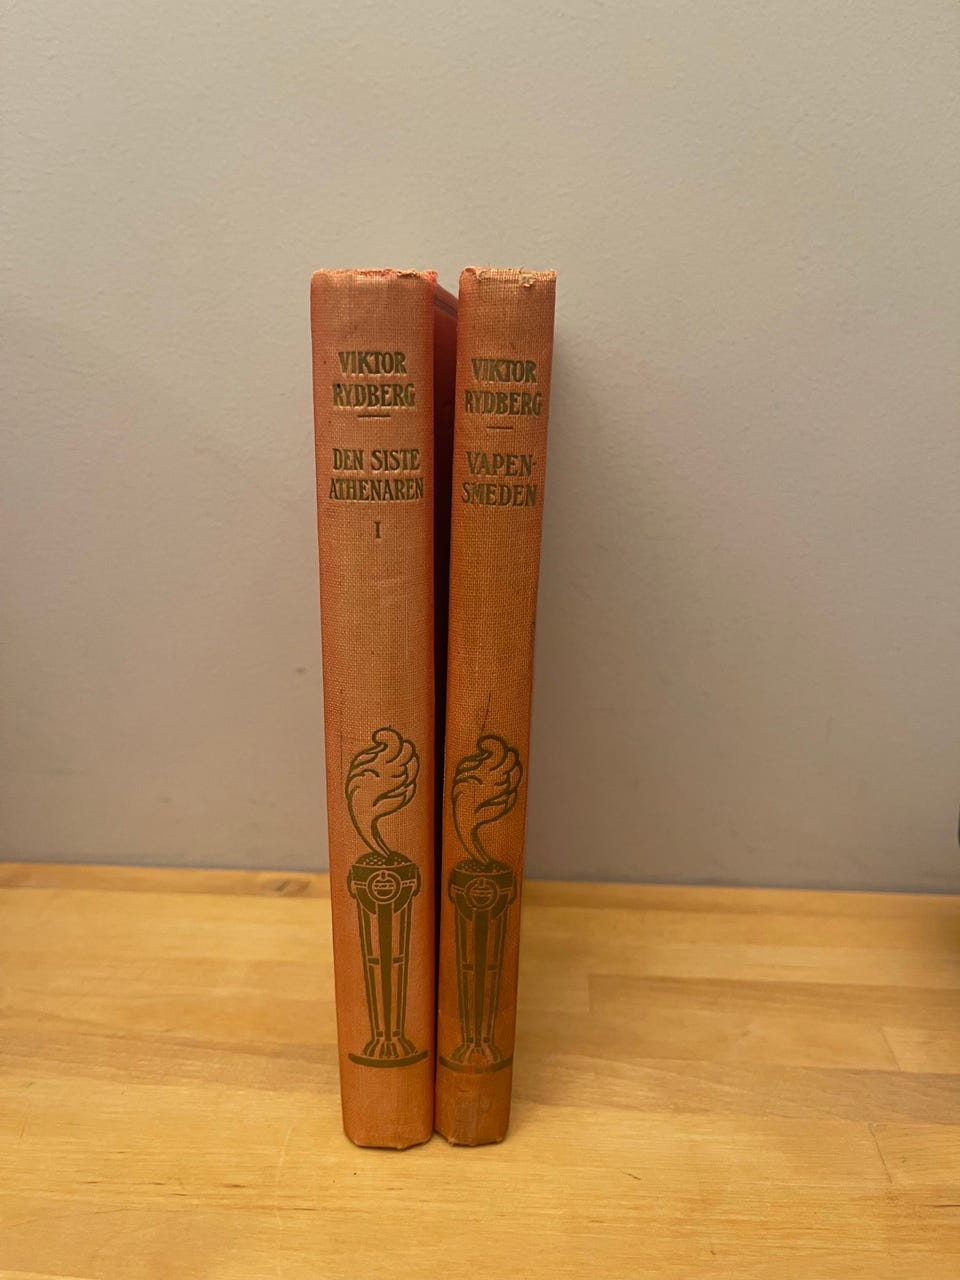 VIKTOR
RYDBERG
DEN SISTE
ATHENAREN
I
VIKTOR
RYDBERG
VAPEN-
SMEDEN